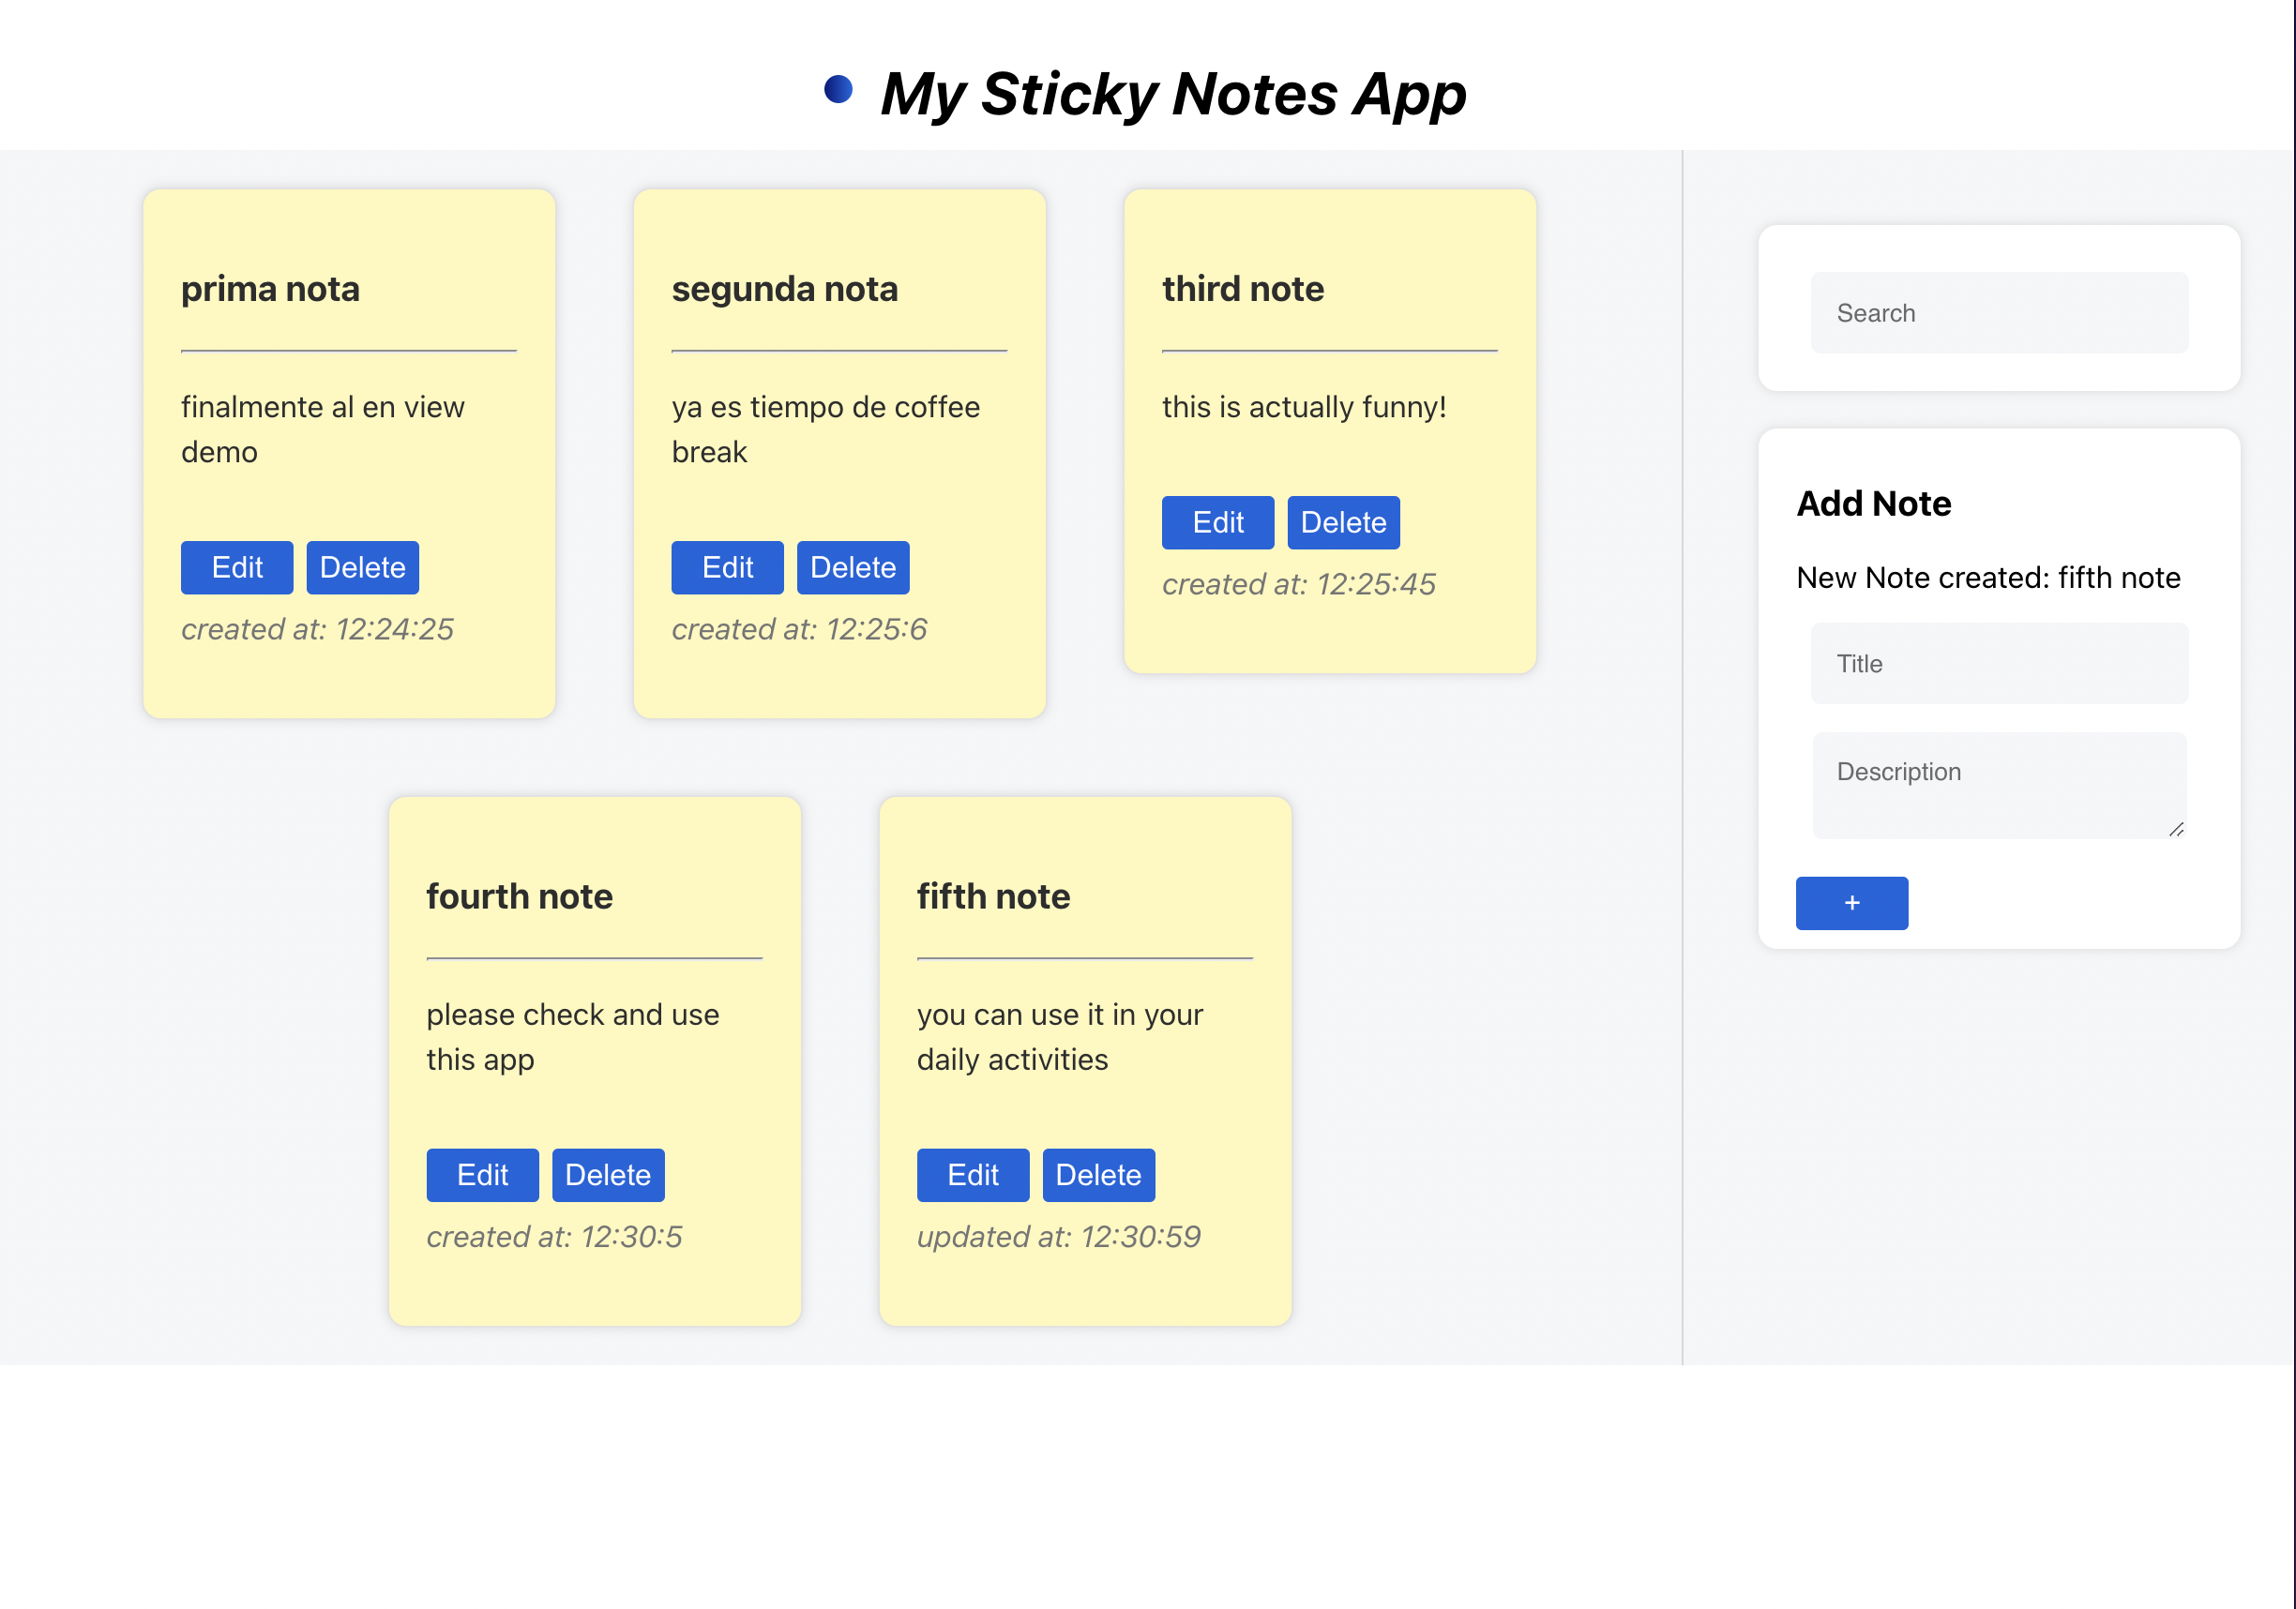 My Sticky Notes App
prima nota
finalmente al en view
demo
Edit Delete
created at: 12:24:25
segunda nota
ya es tiempo de coffee
break
Edit Delete
created at: 12:25:6
third note
this is actually funny!
Edit Delete
created at: 12:25:45
fourth note
please check and use
this app
Edit Delete
created at: 12:30:5
fifth note
you can use it in your
daily activities
Edit Delete
updated at: 12:30:59
Search
Add Note
New Note created: fifth note
Title
Description
+